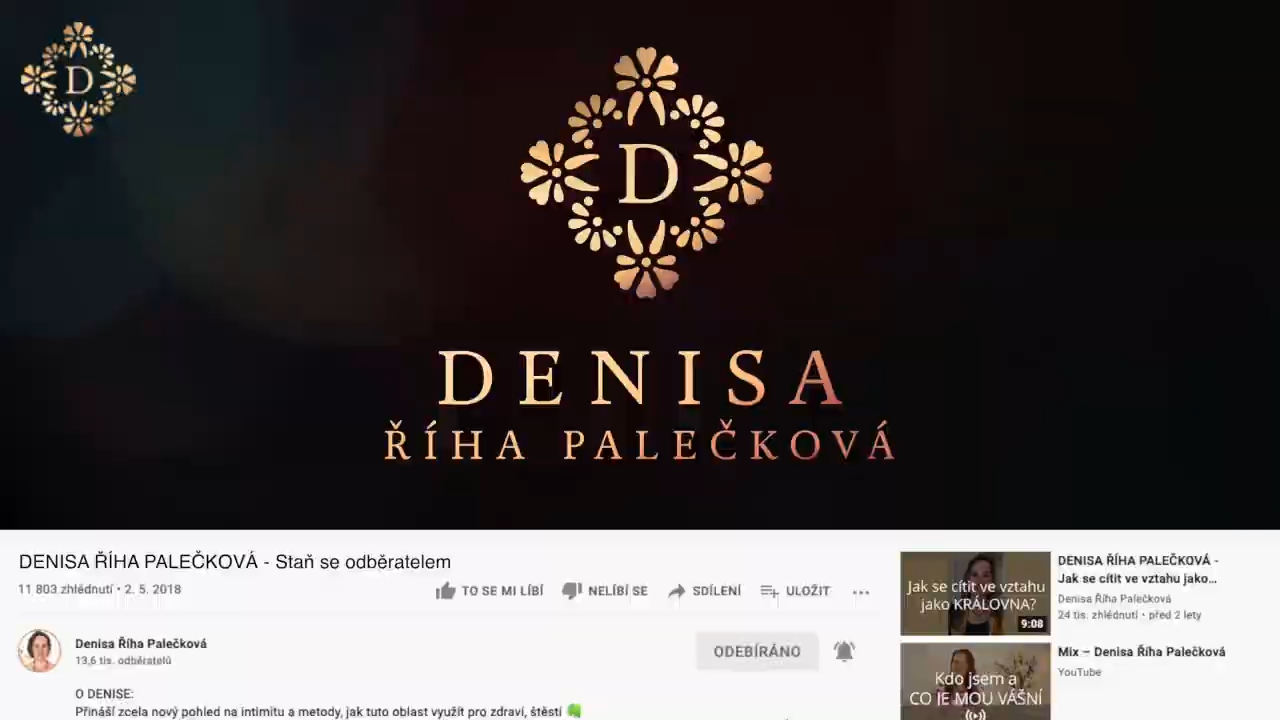 D
D
DENISA
ŘÍHA PALEČKOVÁ
DENISA ŘÍHA PALEČKOVÁ - Staň se odběratelem
11 803 zhlédnutí • 2. 5. 2018
TO SE MI LÍBÍ
NELÍBÍ SE
SDÍLENÍ
ULOŽIT
Denisa Říha Palečková
13,6 tis. odběratelů
ODEBÍRÁNO
O DENISE:
Přináší zcela nový pohled na intimitu a metody, jak tuto oblast využít pro zdraví, štěstí
Jak se cítit ve vztahu
jako KRÁLOVNA?
9:08
DENISA ŘÍHA PALEČKOVÁ -
Jak se cítit ve vztahu jako...
Denisa Říha Palečková
24 tis. zhlédnutí • před 2 lety
Kdo jsem a
CO JE MOU VÁŠNÍ
Mix – Denisa Říha Palečková
YouTube